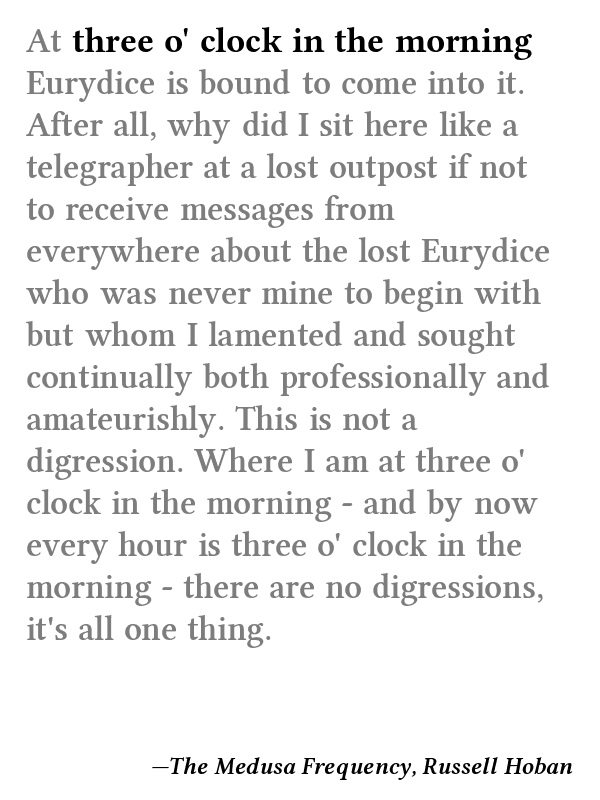 At three o' clock in the morning
Eurydice is bound to come into it.
After all, why did I sit here like a
telegrapher at a lost outpost if not
to receive messages from
everywhere about the lost Eurydice
who was never mine to begin with
but whom I lamented and sought
continually both professionally and
amateurishly. This is not a
digression. Where I am at three o'
clock in the morning - and by now
every hour is three o' clock in the
morning - there are no digressions,
it's all one thing.
—The Medusa Frequency, Russell Hoban